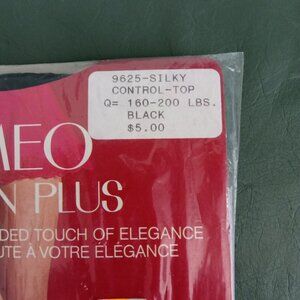 9625-SILKY
CONTROL-TOP
Q= 160-200 LBS.
BLACK
$5.00
MEO
N PLUS
DED TOUCH OF ELEGANCE
UTE À VOTRE ÉLÉGANCE